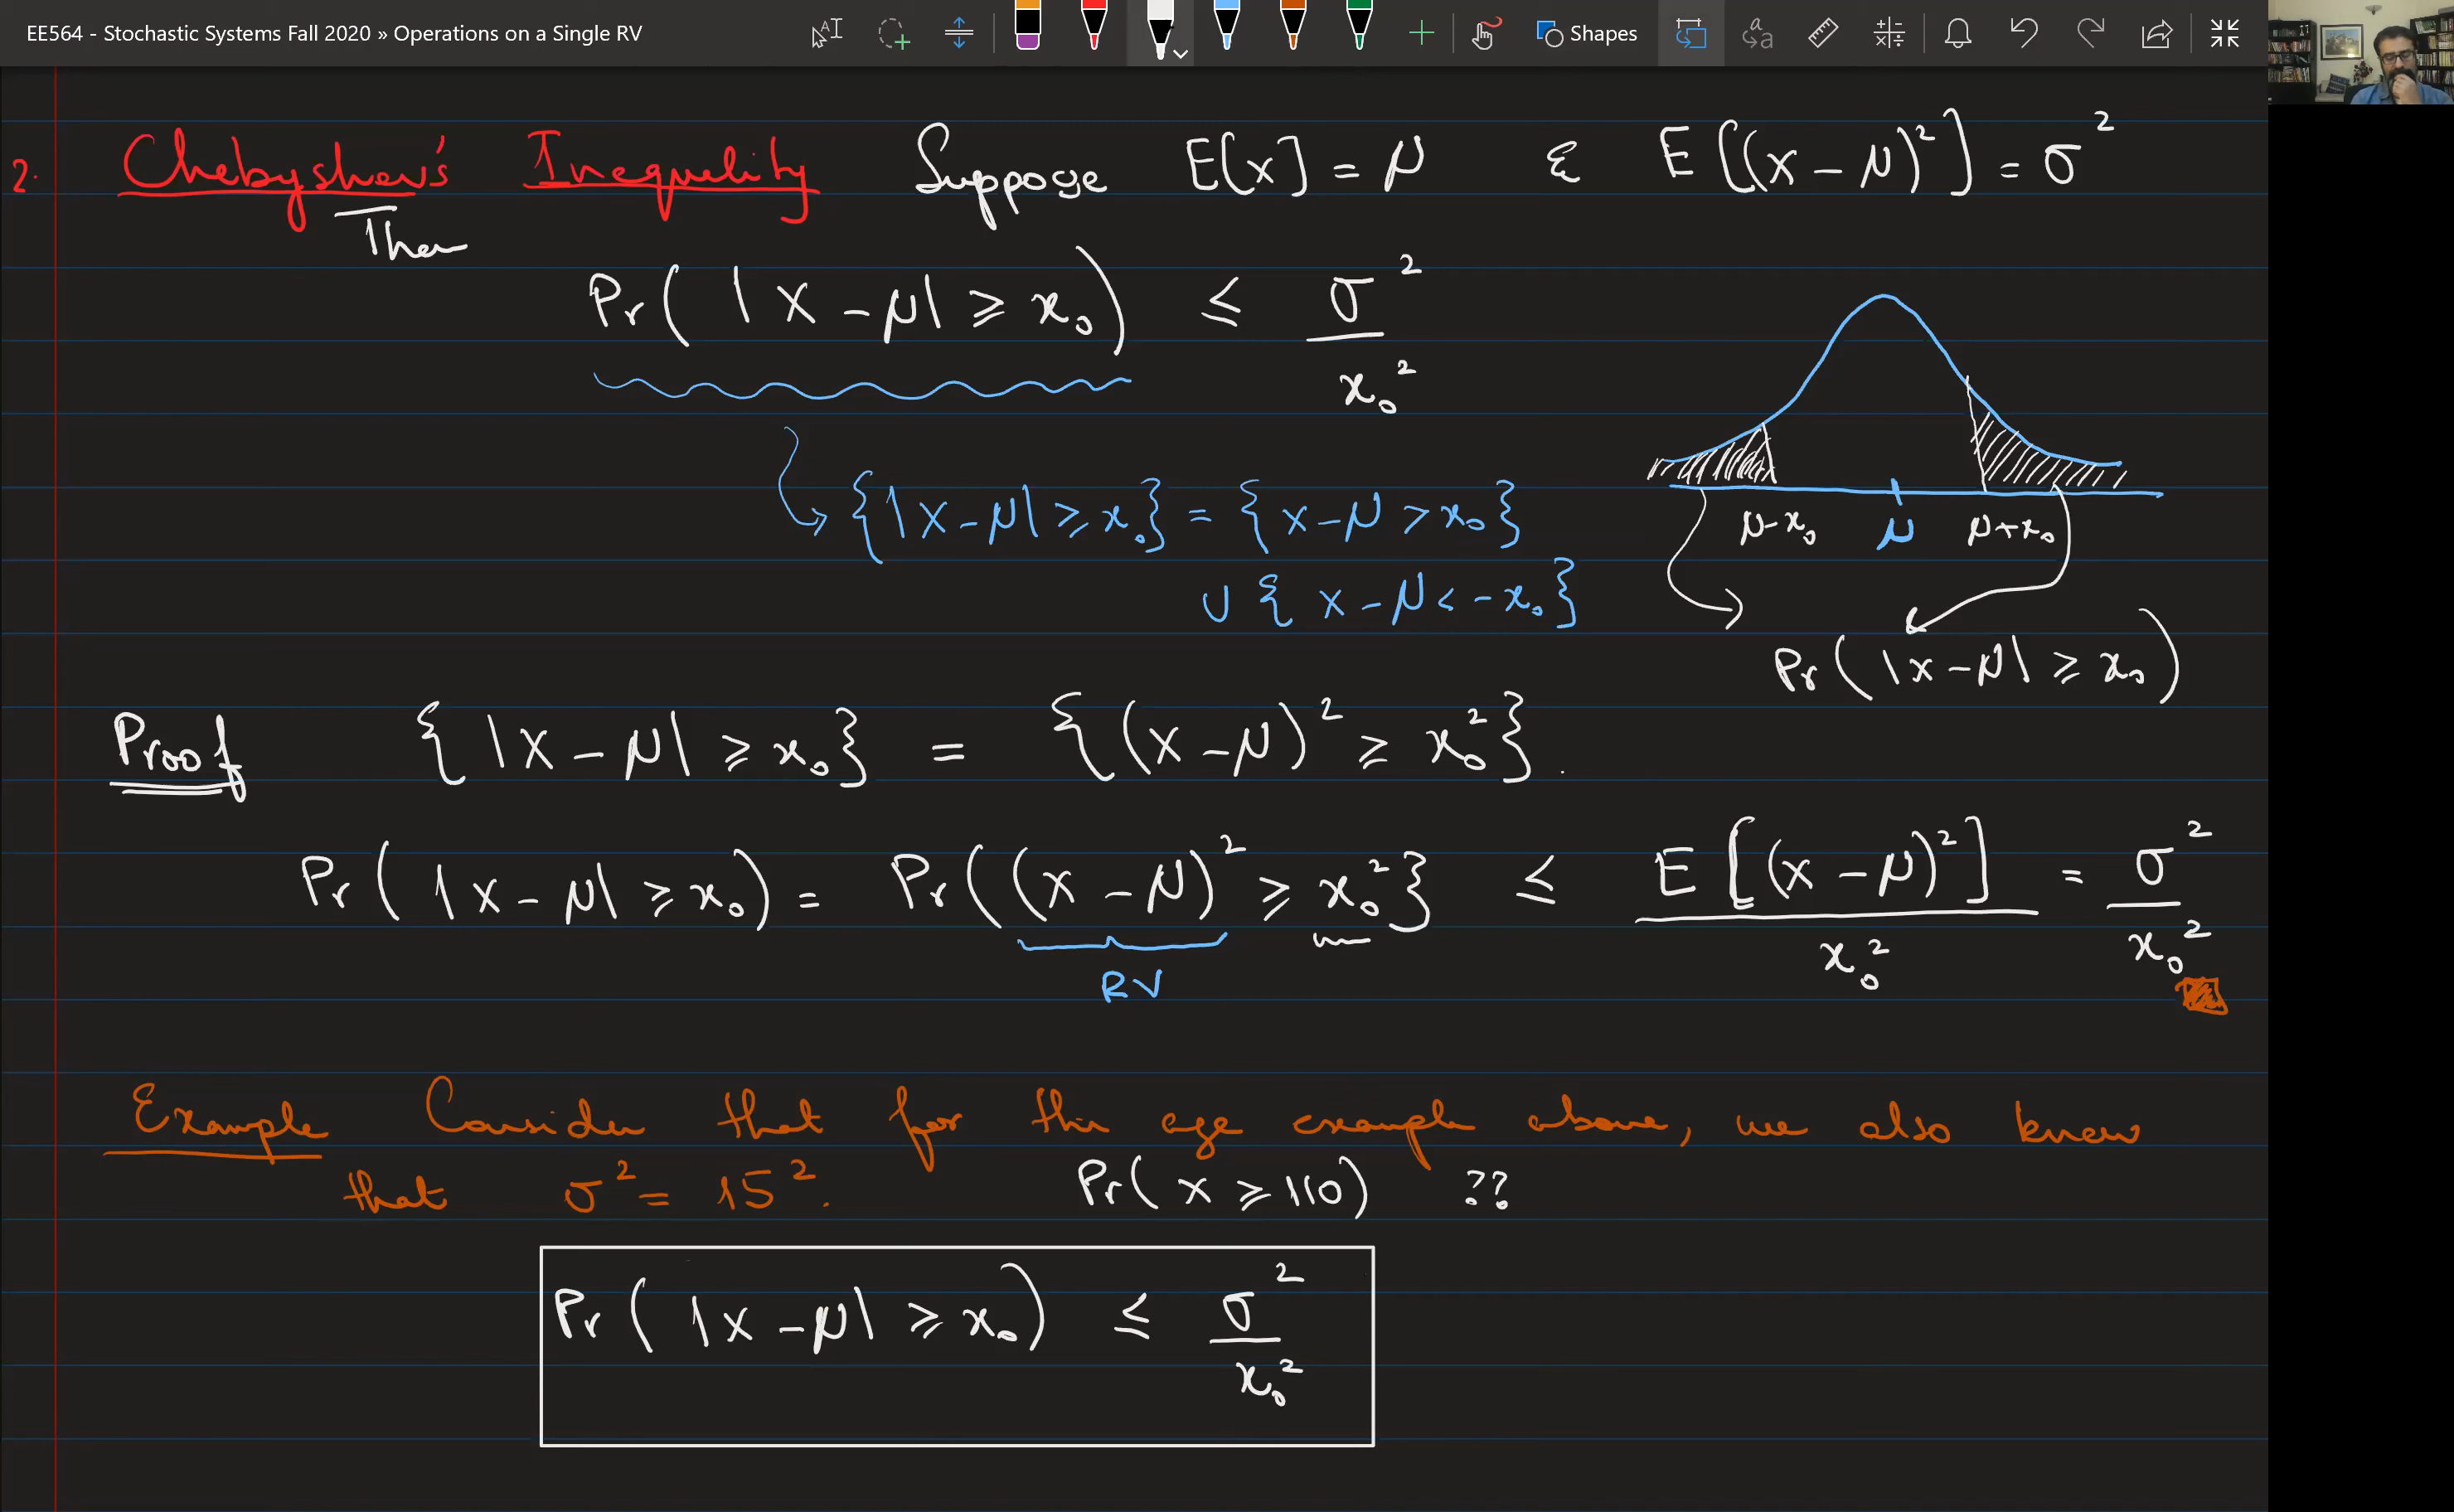 EE564 - Stochastic Systems Fall 2020 » Operations on a Single RV
Shapes
2. Chebyshev's Inequality Suppose E[X] = μ & E[(X - μ)²] = σ²
Then
Pr( |X - μ| ≥ x₀ ) ≤ σ² / x₀²
{|X - μ| ≥ x₀} = {X - μ > x₀}
∪ {X - μ < -x₀}
μ - x₀ μ μ + x₀
Pr( |X - μ| ≥ x₀ )
Proof { |X - μ| ≥ x₀ } = { (X - μ)² ≥ x₀² }.
Pr( |X - μ| ≥ x₀ ) = Pr( (X - μ)² ≥ x₀² } ≤ E[(X - μ)²] / x₀² = σ² / x₀²
RV
Example Consider that for the age example above, we also know
that σ² = 15². Pr( X ≥ 110 ) ??
Pr( |X - μ| ≥ x₀ ) ≤ σ² / x₀²